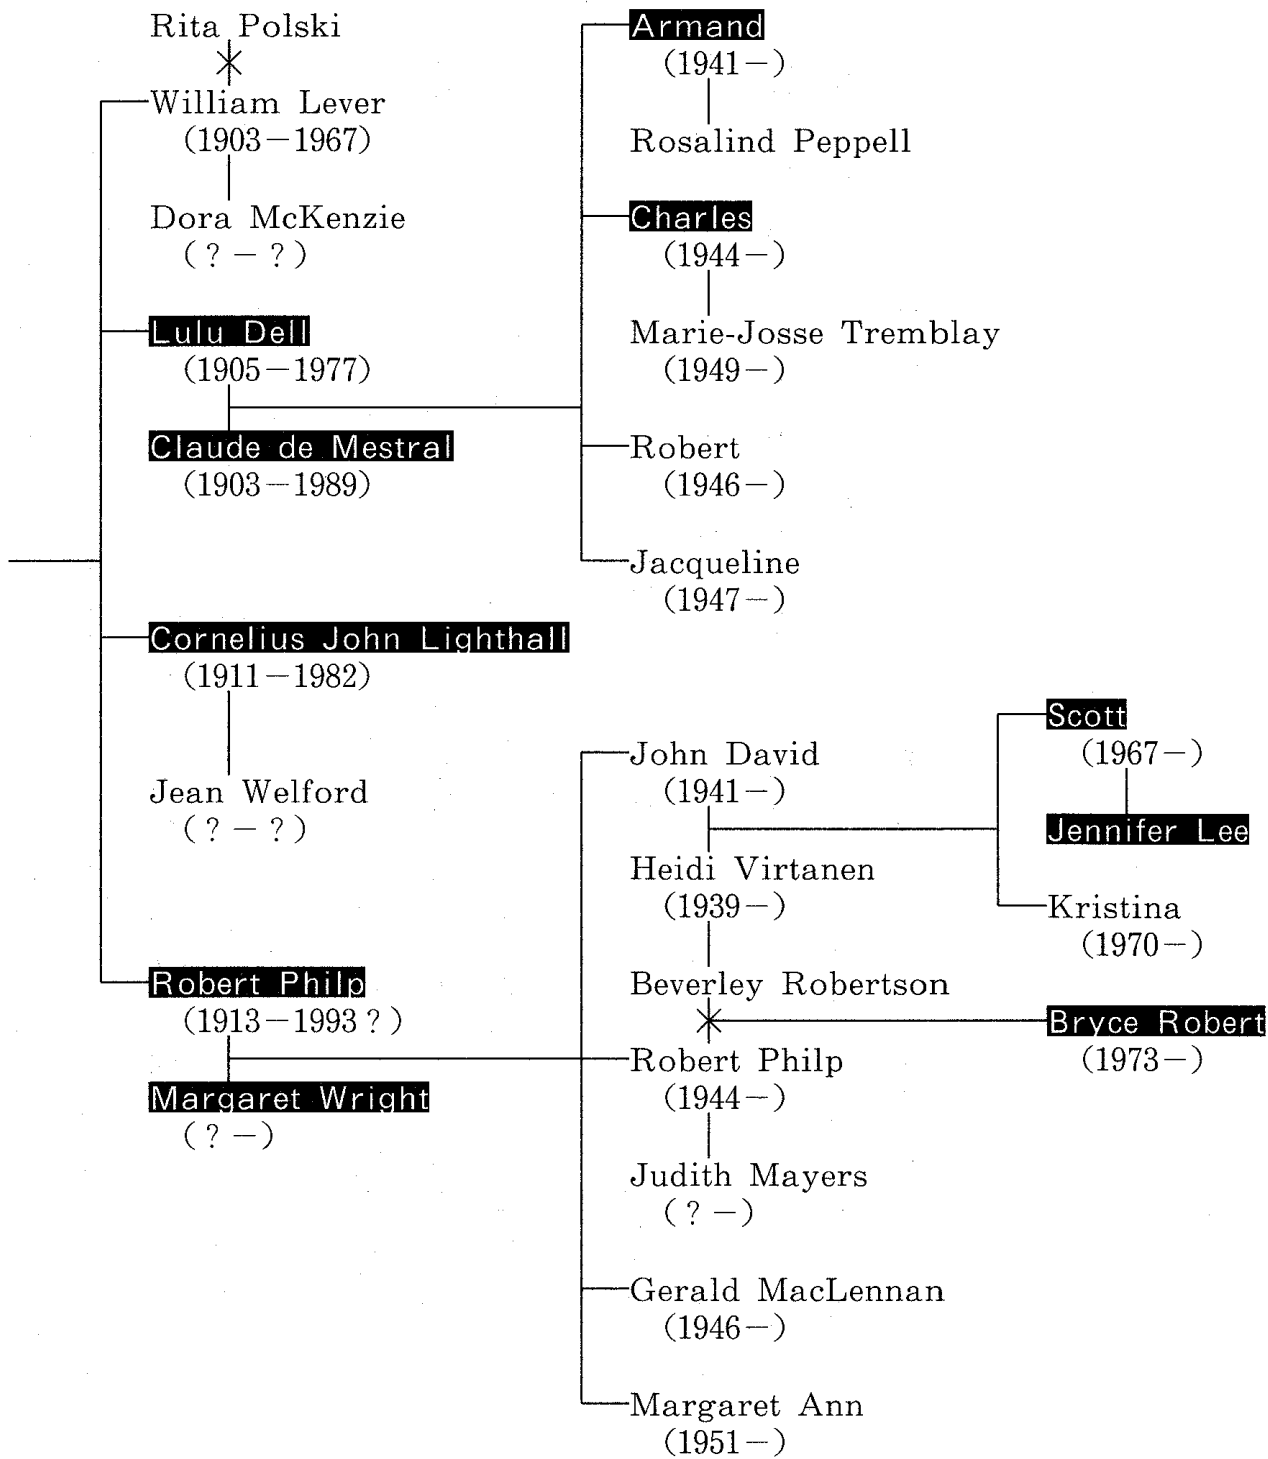 Rita Polski
William Lever
(1903−1967)
Dora McKenzie
(?−?)
Lulu Dell
(1905−1977)
Claude de Mestral
(1903−1989)
Cornelius John Lighthall
(1911−1982)
Jean Welford
(?−?)
Robert Philp
(1913−1993?)
Margaret Wright
(?−)
Armand
(1941−)
Rosalind Peppell
Charles
(1944−)
Marie-Josse Tremblay
(1949−)
Robert
(1946−)
Jacqueline
(1947−)
John David
(1941−)
Heidi Virtanen
(1939−)
Beverley Robertson
Robert Philp
(1944−)
Judith Mayers
(?−)
Gerald MacLennan
(1946−)
Margaret Ann
(1951−)
Scott
(1967−)
Jennifer Lee
Kristina
(1970−)
Bryce Robert
(1973−)